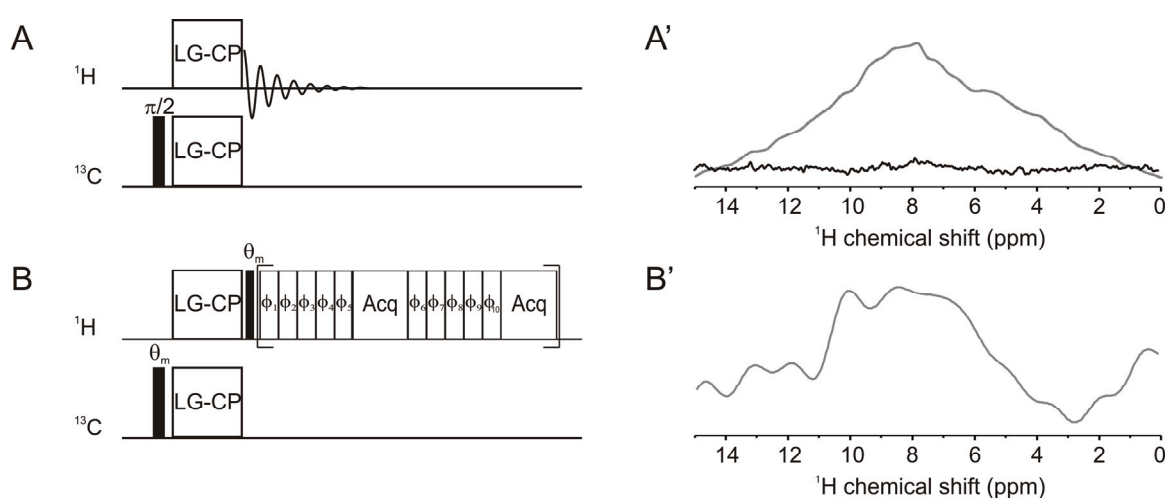 A
¹H
LG-CP
π/2
¹³C
LG-CP
A'
14 12 10 8 6 4 2 0
¹H chemical shift (ppm)
B
θm
¹H
LG-CP
ϕ1 ϕ2 ϕ3 ϕ4 ϕ5 Acq ϕ6 ϕ7 ϕ8 ϕ9 ϕ10 Acq
θm
¹³C
LG-CP
B'
14 12 10 8 6 4 2 0
¹H chemical shift (ppm)